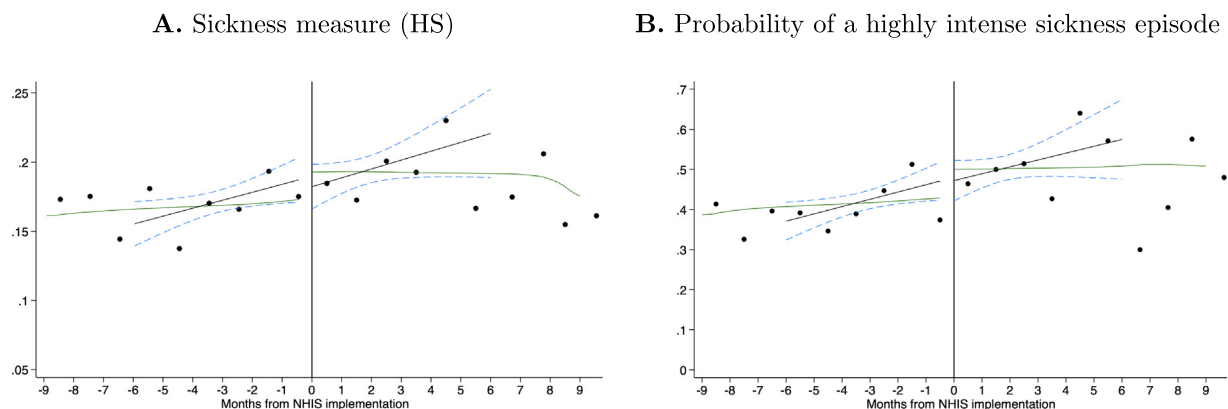 A. Sickness measure (HS)
.25
.2
.15
.1
.05
-9 -8 -7 -6 -5 -4 -3 -2 -1 0 1 2 3 4 5 6 7 8 9
Months from NHIS implementation
B. Probability of a highly intense sickness episode
.7
.6
.5
.4
.3
.2
.1
0
-9 -8 -7 -6 -5 -4 -3 -2 -1 0 1 2 3 4 5 6 7 8 9
Months from NHIS implementation